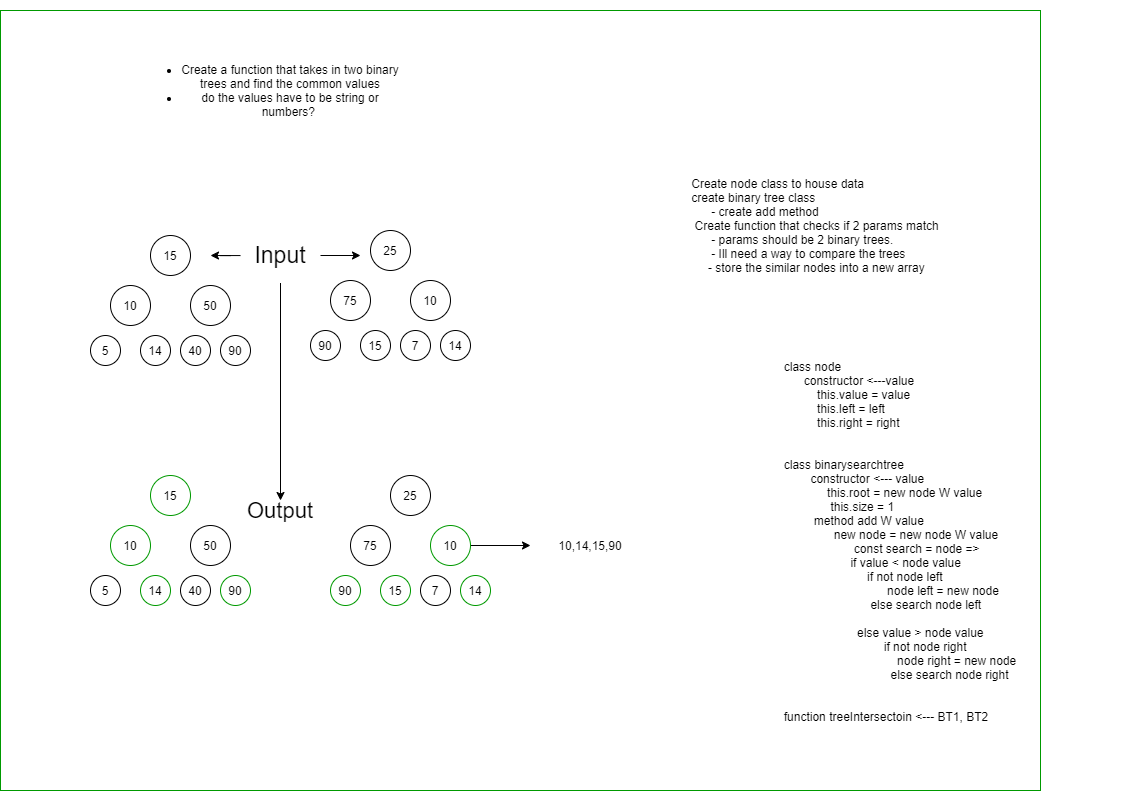 Create a function that takes in two binary
trees and find the common values
do the values have to be string or
numbers?
Create node class to house data
create binary tree class
- create add method
Create function that checks if 2 params match
- params should be 2 binary trees.
- Ill need a way to compare the trees
- store the similar nodes into a new array
15
Input
25
10
50
75
10
5
14
40
90
90
15
7
14
class node
constructor <---value
this.value = value
this.left = left
this.right = right
class binarysearchtree
constructor <--- value
this.root = new node W value
this.size = 1
method add W value
new node = new node W value
const search = node =>
if value < node value
if not node left
node left = new node
else search node left
else value > node value
if not node right
node right = new node
else search node right
function treeIntersectoin <--- BT1, BT2
15
Output
25
10
50
75
10
10,14,15,90
5
14
40
90
90
15
7
14